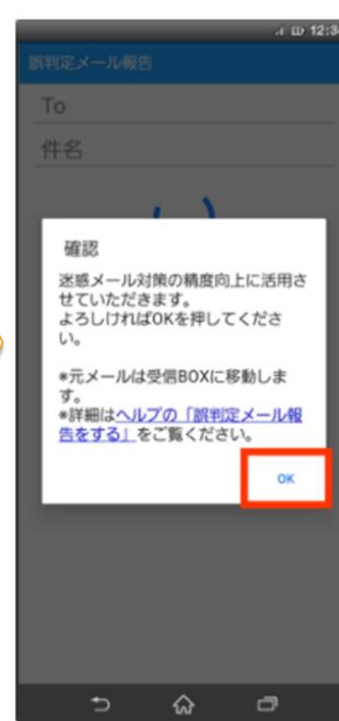 12:34
誤判定メール報告
To
件名
確認
迷惑メール対策の精度向上に活用さ
せていただきます。
よろしければOKを押してくださ
い。
※元メールは受信BOXに移動しま
す。
※詳細はヘルプの「誤判定メール報
告をする」をご覧ください。
OK